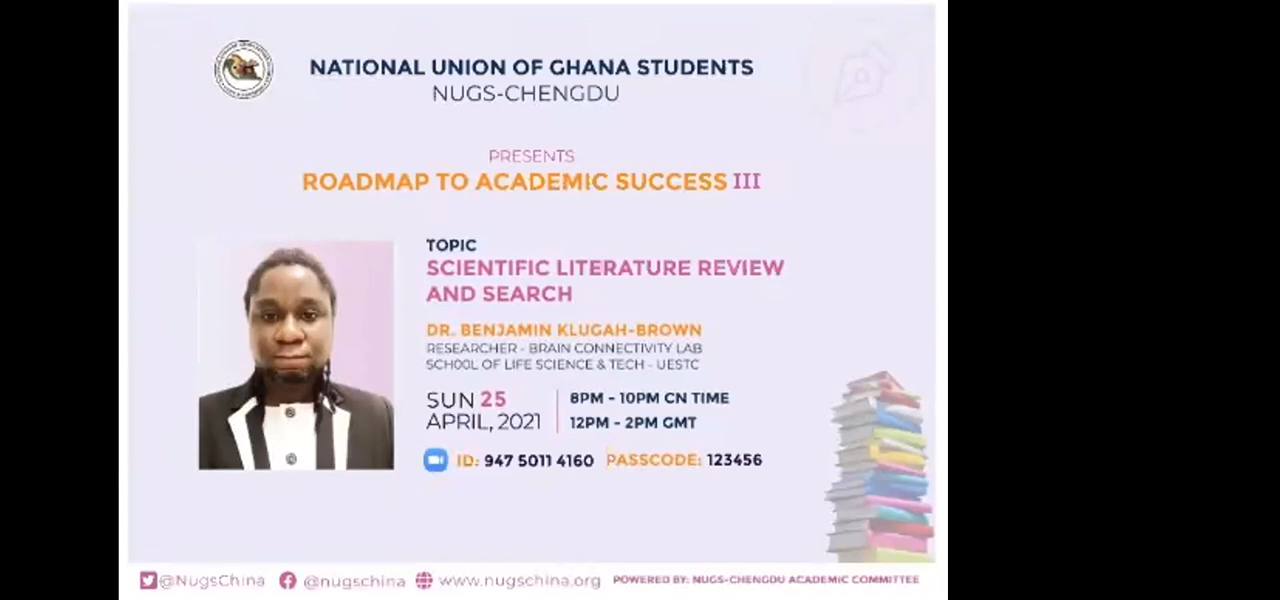 NATIONAL UNION OF GHANA STUDENTS
NUGS-CHENGDU
PRESENTS
ROADMAP TO ACADEMIC SUCCESS III
TOPIC
SCIENTIFIC LITERATURE REVIEW
AND SEARCH
DR. BENJAMIN KLUGAH-BROWN
RESEARCHER - BRAIN CONNECTIVITY LAB
SCHOOL OF LIFE SCIENCE & TECH - UESTC
SUN 25
APRIL, 2021
8PM - 10PM CN TIME
12PM - 2PM GMT
ID: 947 5011 4160 PASSCODE: 123456
@NugsChina @nugschina www.nugschina.org POWERED BY: NUGS-CHENGDU ACADEMIC COMMITTEE